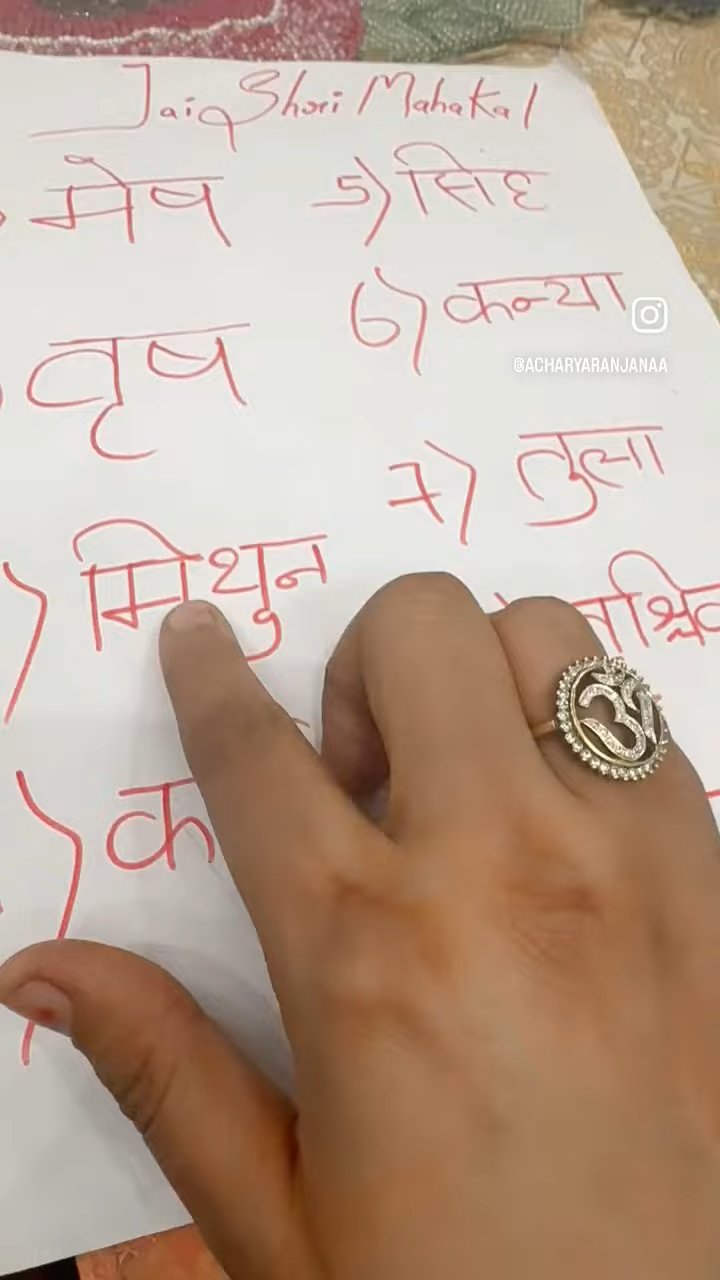 Jai Shri Mahakal
मेष
5) सिंह
वृष
6) कन्या
@ACHARYARANJANAA
7) तुला
) मिथुन
) क